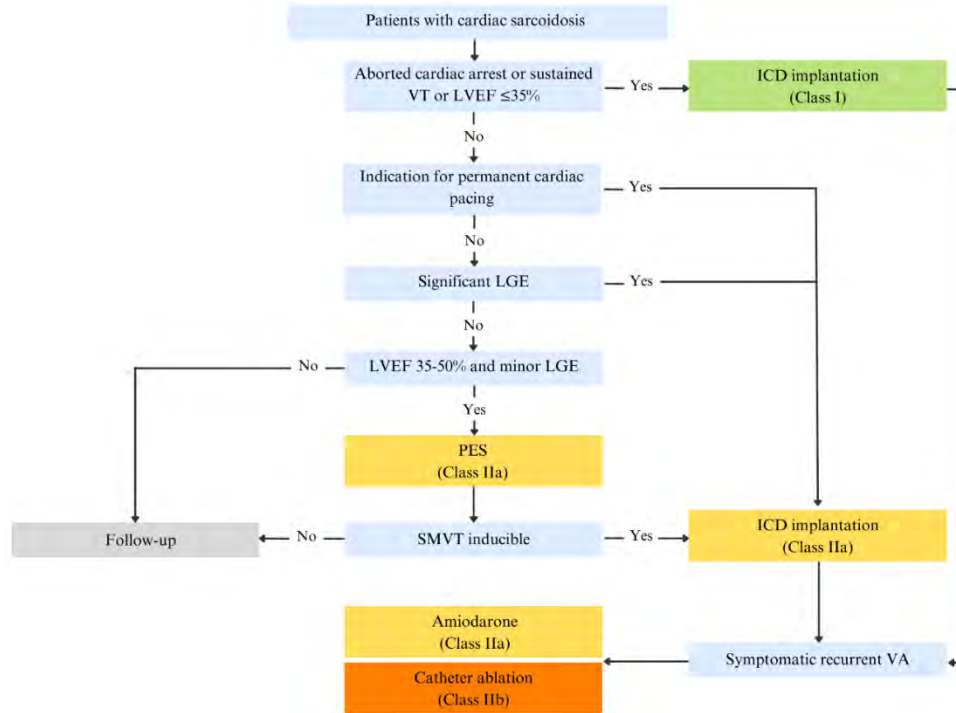 Patients with cardiac sarcoidosis
Aborted cardiac arrest or sustained
VT or LVEF ≤35%
Yes
ICD implantation
(Class I)
No
Indication for permanent cardiac
pacing
Yes
No
Significant LGE
Yes
No
LVEF 35-50% and minor LGE
No
Yes
PES
(Class IIa)
Follow-up
No
SMVT inducible
Yes
ICD implantation
(Class IIa)
Amiodarone
(Class IIa)
Catheter ablation
(Class IIb)
Symptomatic recurrent VA